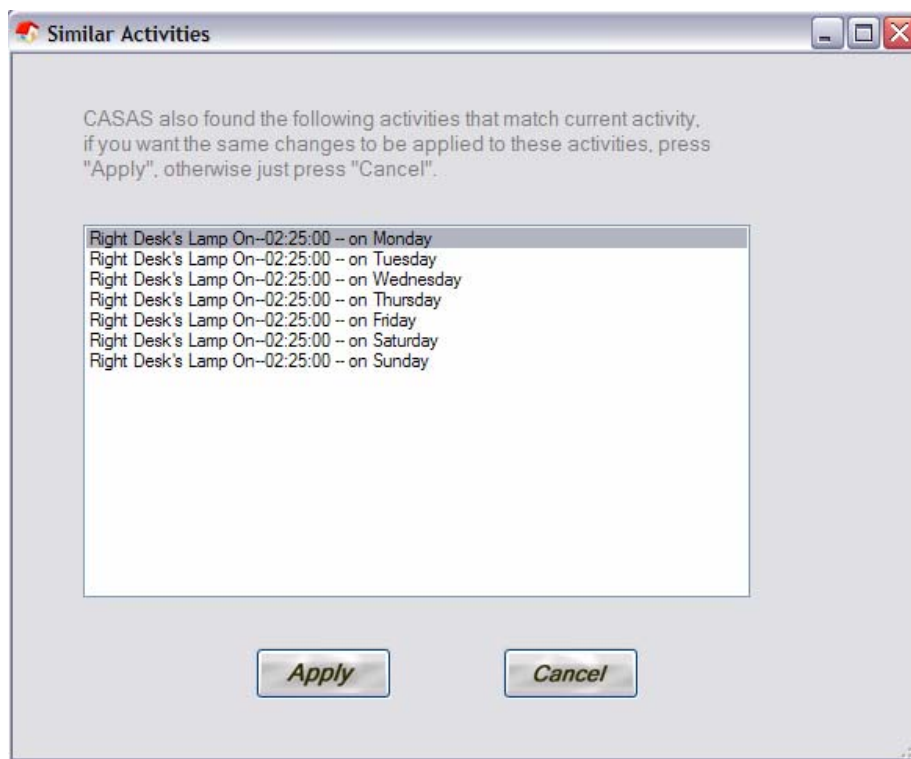 Similar Activities
CASAS also found the following activities that match current activity,
if you want the same changes to be applied to these activities, press
"Apply", otherwise just press "Cancel".
Right Desk's Lamp On--02:25:00 -- on Monday
Right Desk's Lamp On--02:25:00 -- on Tuesday
Right Desk's Lamp On--02:25:00 -- on Wednesday
Right Desk's Lamp On--02:25:00 -- on Thursday
Right Desk's Lamp On--02:25:00 -- on Friday
Right Desk's Lamp On--02:25:00 -- on Saturday
Right Desk's Lamp On--02:25:00 -- on Sunday
Apply Cancel